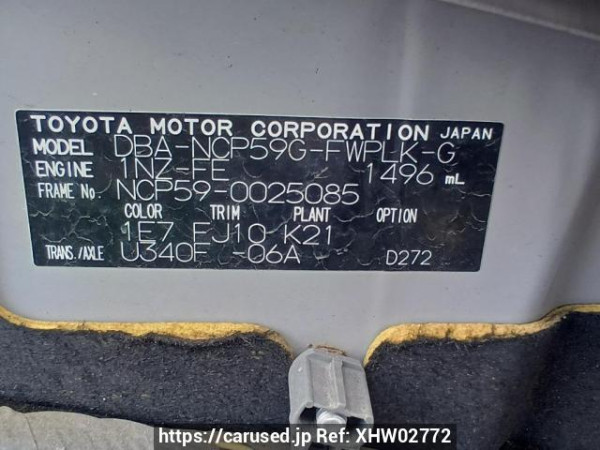 TOYOTA MOTOR CORPORATION JAPAN
MODEL DBA-NCP59G-FWPLK-G
ENGINE 1NZ-FE 1496 mL
FRAME No. NCP59-0025085
COLOR TRIM PLANT OPTION
1E7 FJ10 K21
TRANS./AXLE U340F -06A D272
https://carused.jp Ref: XHW02772